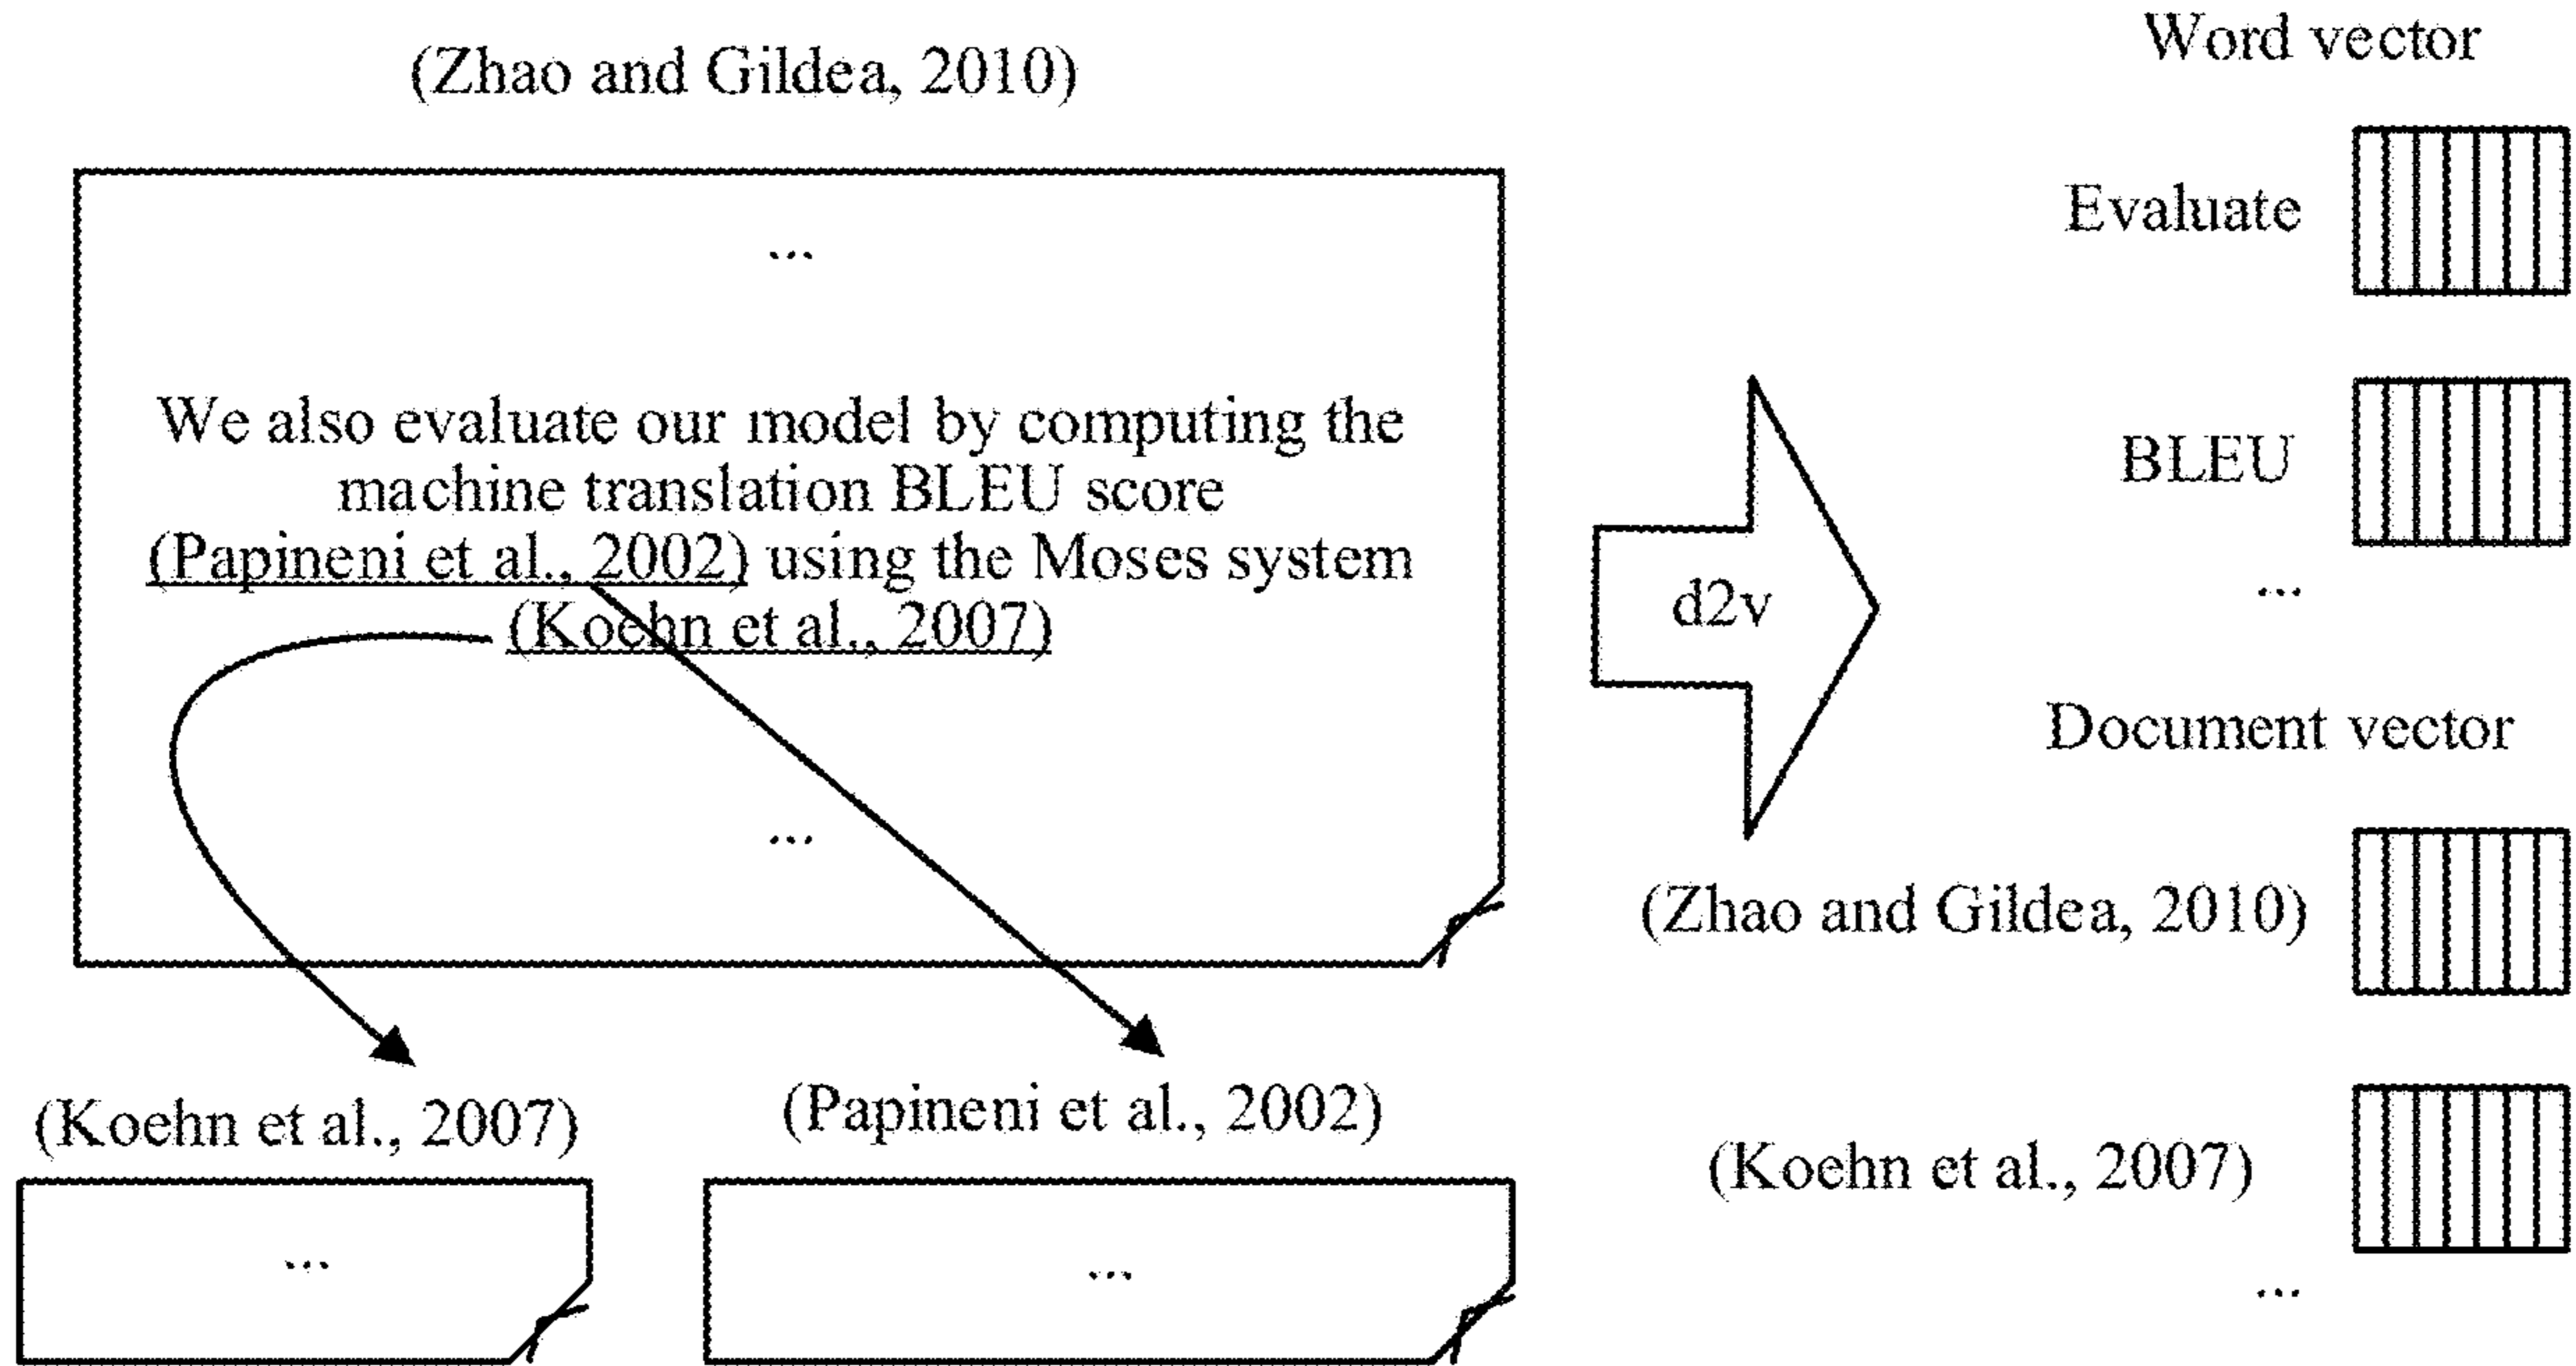 (Zhao and Gildea, 2010)
...
We also evaluate our model by computing the
machine translation BLEU score
(Papineni et al., 2002) using the Moses system
(Koehn et al., 2007)
...
(Koehn et al., 2007)
...
(Papineni et al., 2002)
...
d2v
Word vector
Evaluate
BLEU
...
Document vector
(Zhao and Gildea, 2010)
(Koehn et al., 2007)
...